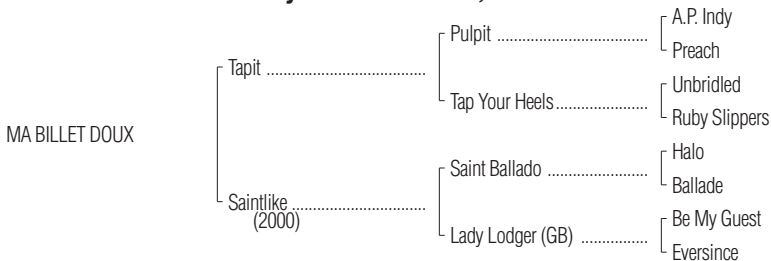 A.P. Indy
Pulpit ..............................................
Preach
Tapit ....................................
Unbridled
Tap Your Heels............................
Ruby Slippers
MA BILLET DOUX
Halo
Saint Ballado ..............................
Ballade
Saintlike ..............................
(2000)
Be My Guest
Lady Lodger (GB) ....................
Eversince